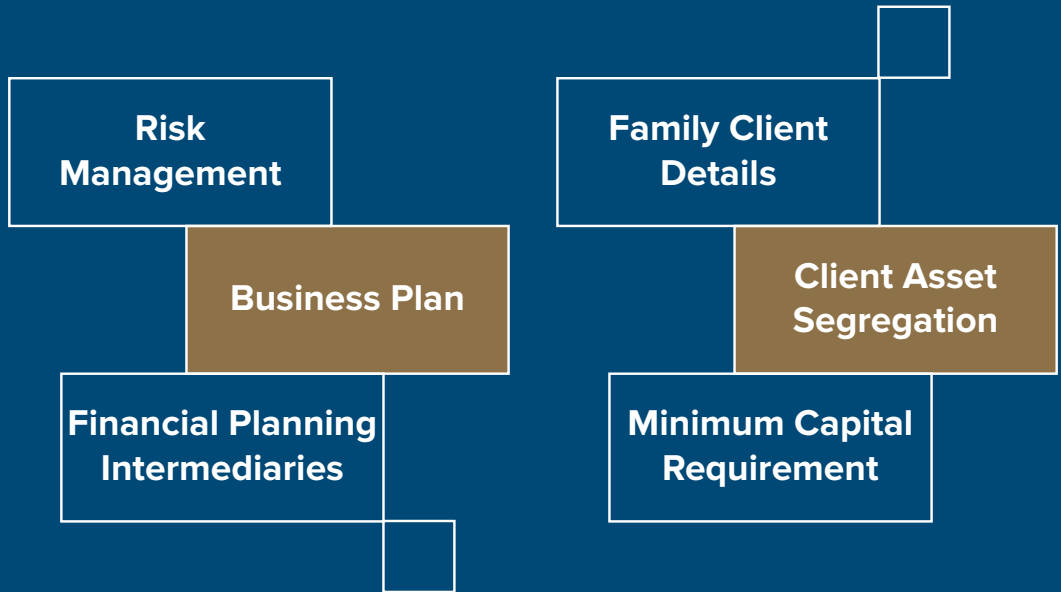 Risk
Management
Business Plan
Financial Planning
Intermediaries
Family Client
Details
Client Asset
Segregation
Minimum Capital
Requirement